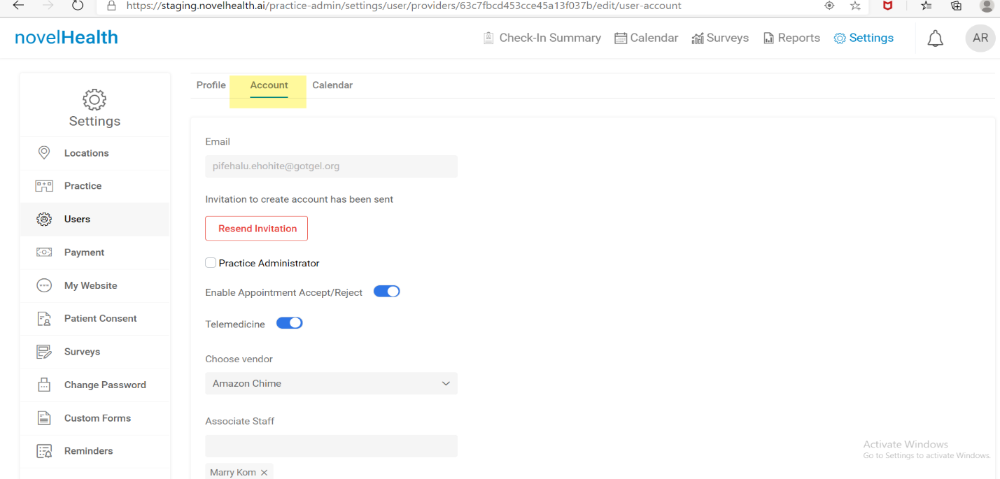 https://staging.novelhealth.ai/practice-admin/settings/user/providers/63c7fbcd453cce45a13f037b/edit/user-account
novelHealth
Check-In Summary
Calendar
Surveys
Reports
Settings
AR
Settings
Locations
Practice
Users
Payment
My Website
Patient Consent
Surveys
Change Password
Custom Forms
Reminders
Profile
Account
Calendar
Email
pifehalu.ehohite@gotgel.org
Invitation to create account has been sent
Resend Invitation
Practice Administrator
Enable Appointment Accept/Reject
Telemedicine
Choose vendor
Amazon Chime
Associate Staff
Marry Kom
Activate Windows
Go to Settings to activate Windows.